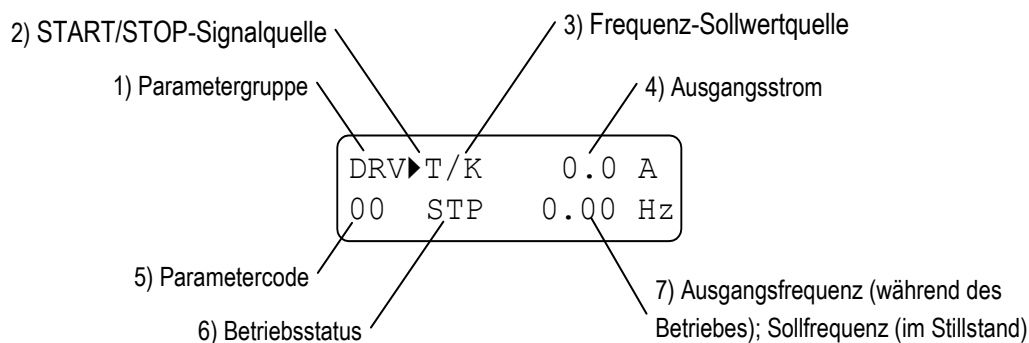 2) START/STOP-Signalquelle
3) Frequenz-Sollwertquelle
1) Parametergruppe
4) Ausgangsstrom
DRV▶T/K 0.0 A
00 STP 0.00 Hz
5) Parametercode
6) Betriebsstatus
7) Ausgangsfrequenz (während des
Betriebes); Sollfrequenz (im Stillstand)